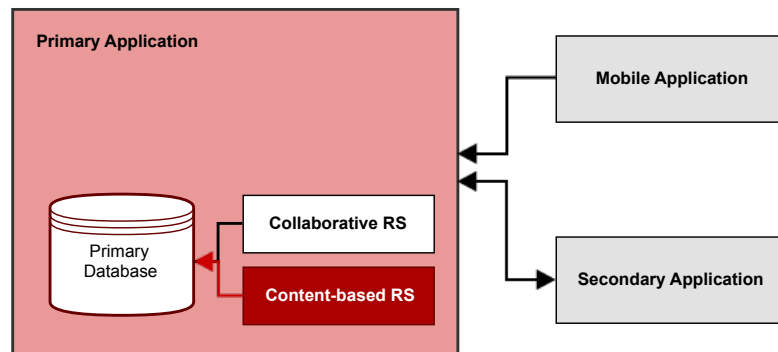 Primary Application
Mobile Application
Collaborative RS
Primary
Database
Content-based RS
Secondary Application